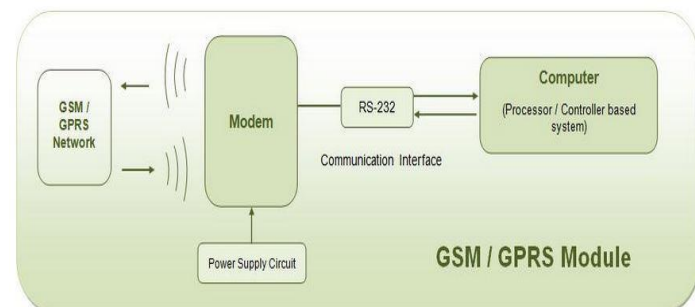 GSM /
GPRS
Network
Modem
RS-232
Communication Interface
Computer
(Processor / Controller based
system)
Power Supply Circuit
GSM / GPRS Module